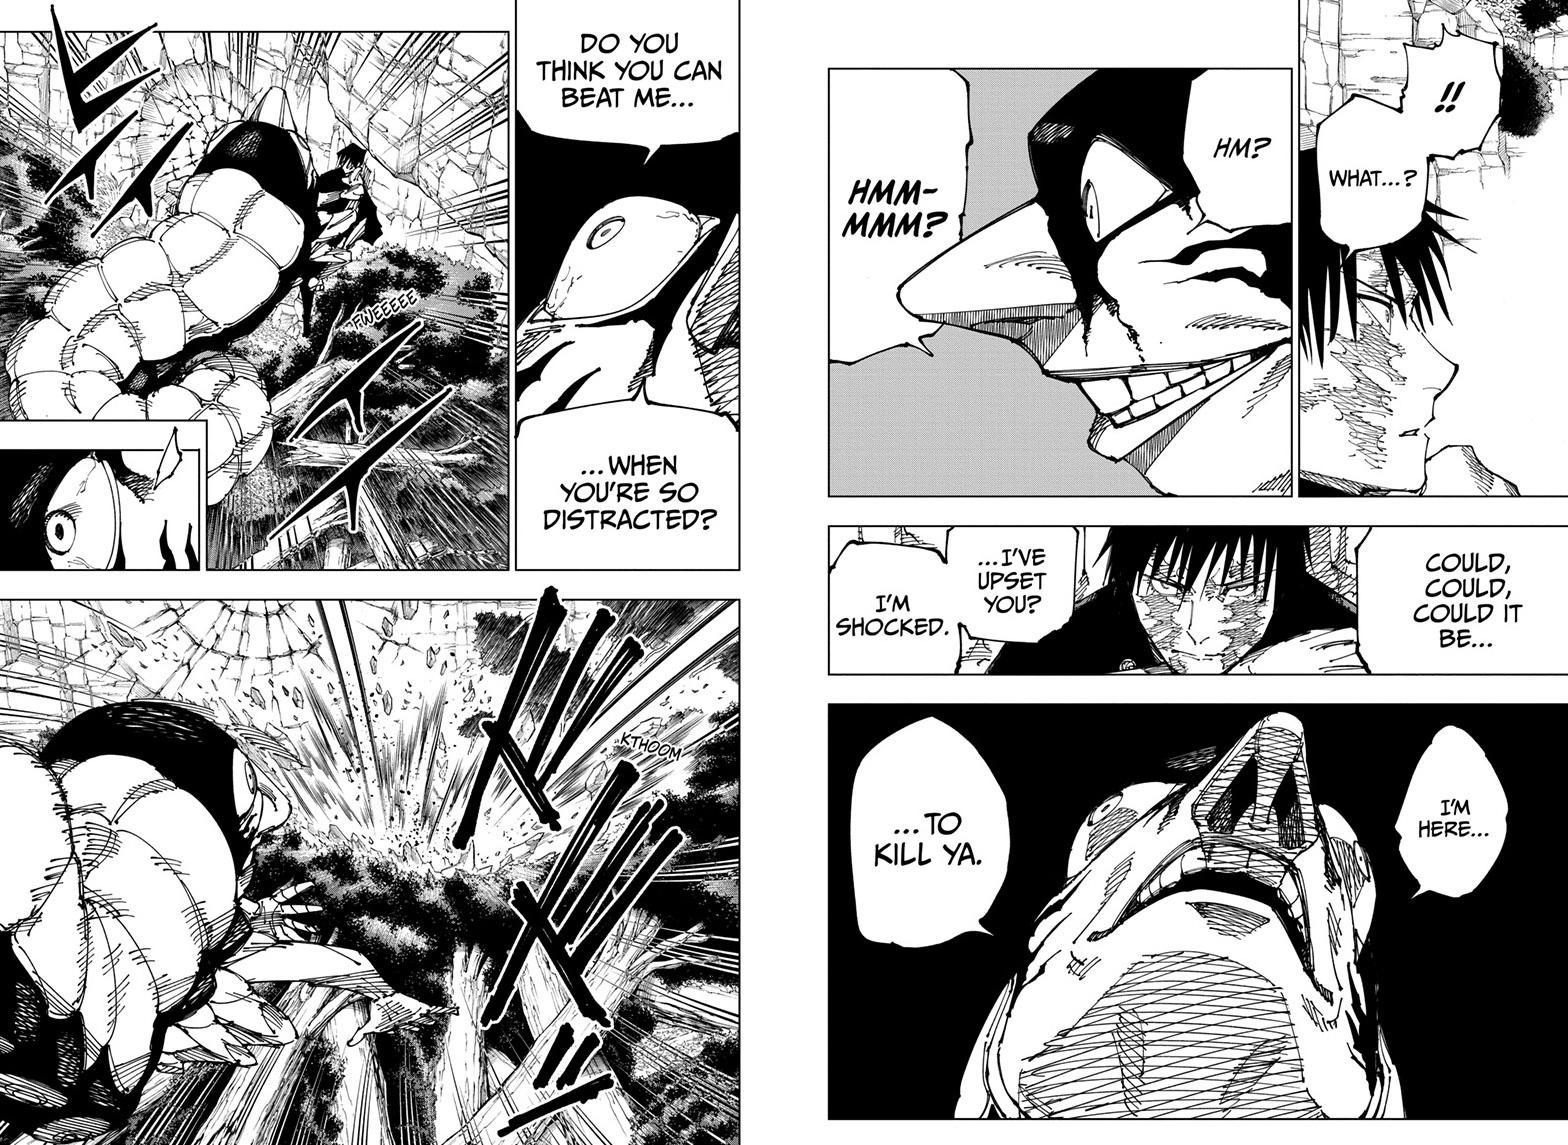 !!
WHAT...?
HM?
HMM-
MMM?
COULD,
COULD,
COULD IT
BE...
...I'VE
UPSET
YOU?
I'M
SHOCKED.
I'M
HERE...
...TO
KILL YA.
DO YOU
THINK YOU CAN
BEAT ME...
...WHEN
YOU'RE SO
DISTRACTED?
FWEEEEE
KTHOOM